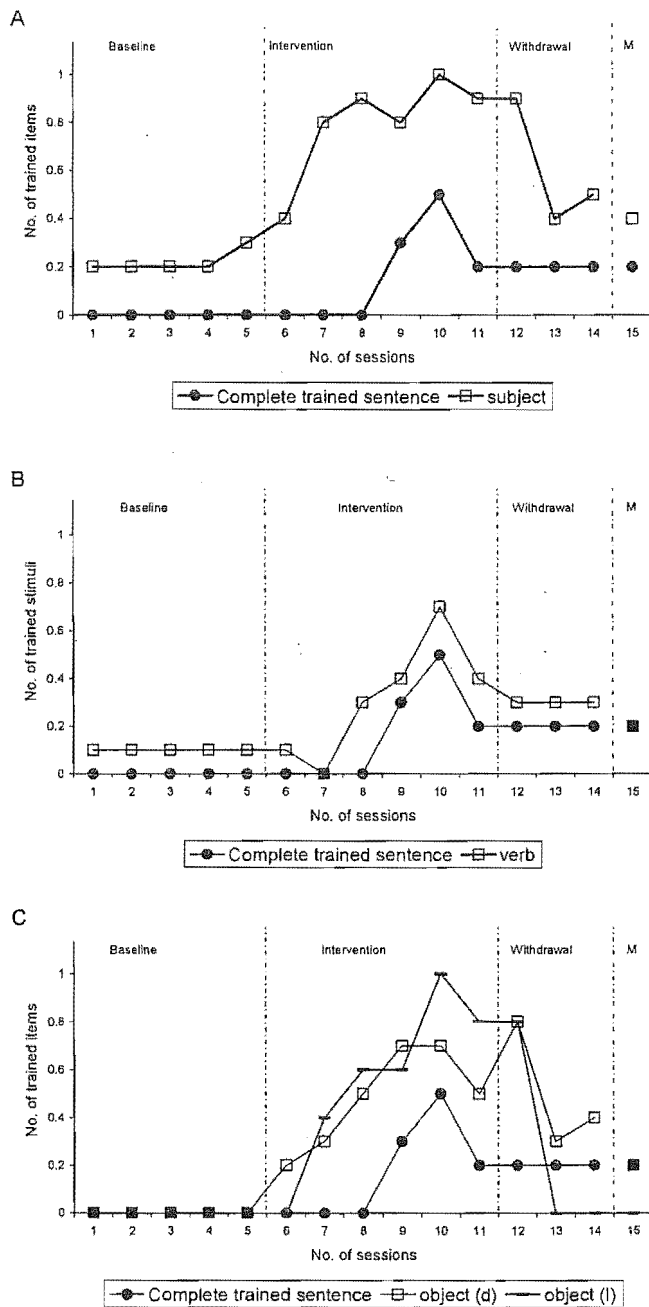 A
Baseline Intervention Withdrawal M
No. of trained items
1
0.8
0.6
0.4
0.2
0
1 2 3 4 5 6 7 8 9 10 11 12 13 14 15
No. of sessions
Complete trained sentence subject
B
Baseline Intervention Withdrawal M
No. of trained stimuli
1
0.8
0.6
0.4
0.2
0
1 2 3 4 5 6 7 8 9 10 11 12 13 14 15
No. of sessions
Complete trained sentence verb
C
Baseline Intervention Withdrawal M
No. of trained items
1
0.8
0.6
0.4
0.2
0
1 2 3 4 5 6 7 8 9 10 11 12 13 14 15
No. of sessions
Complete trained sentence object (d) object (I)